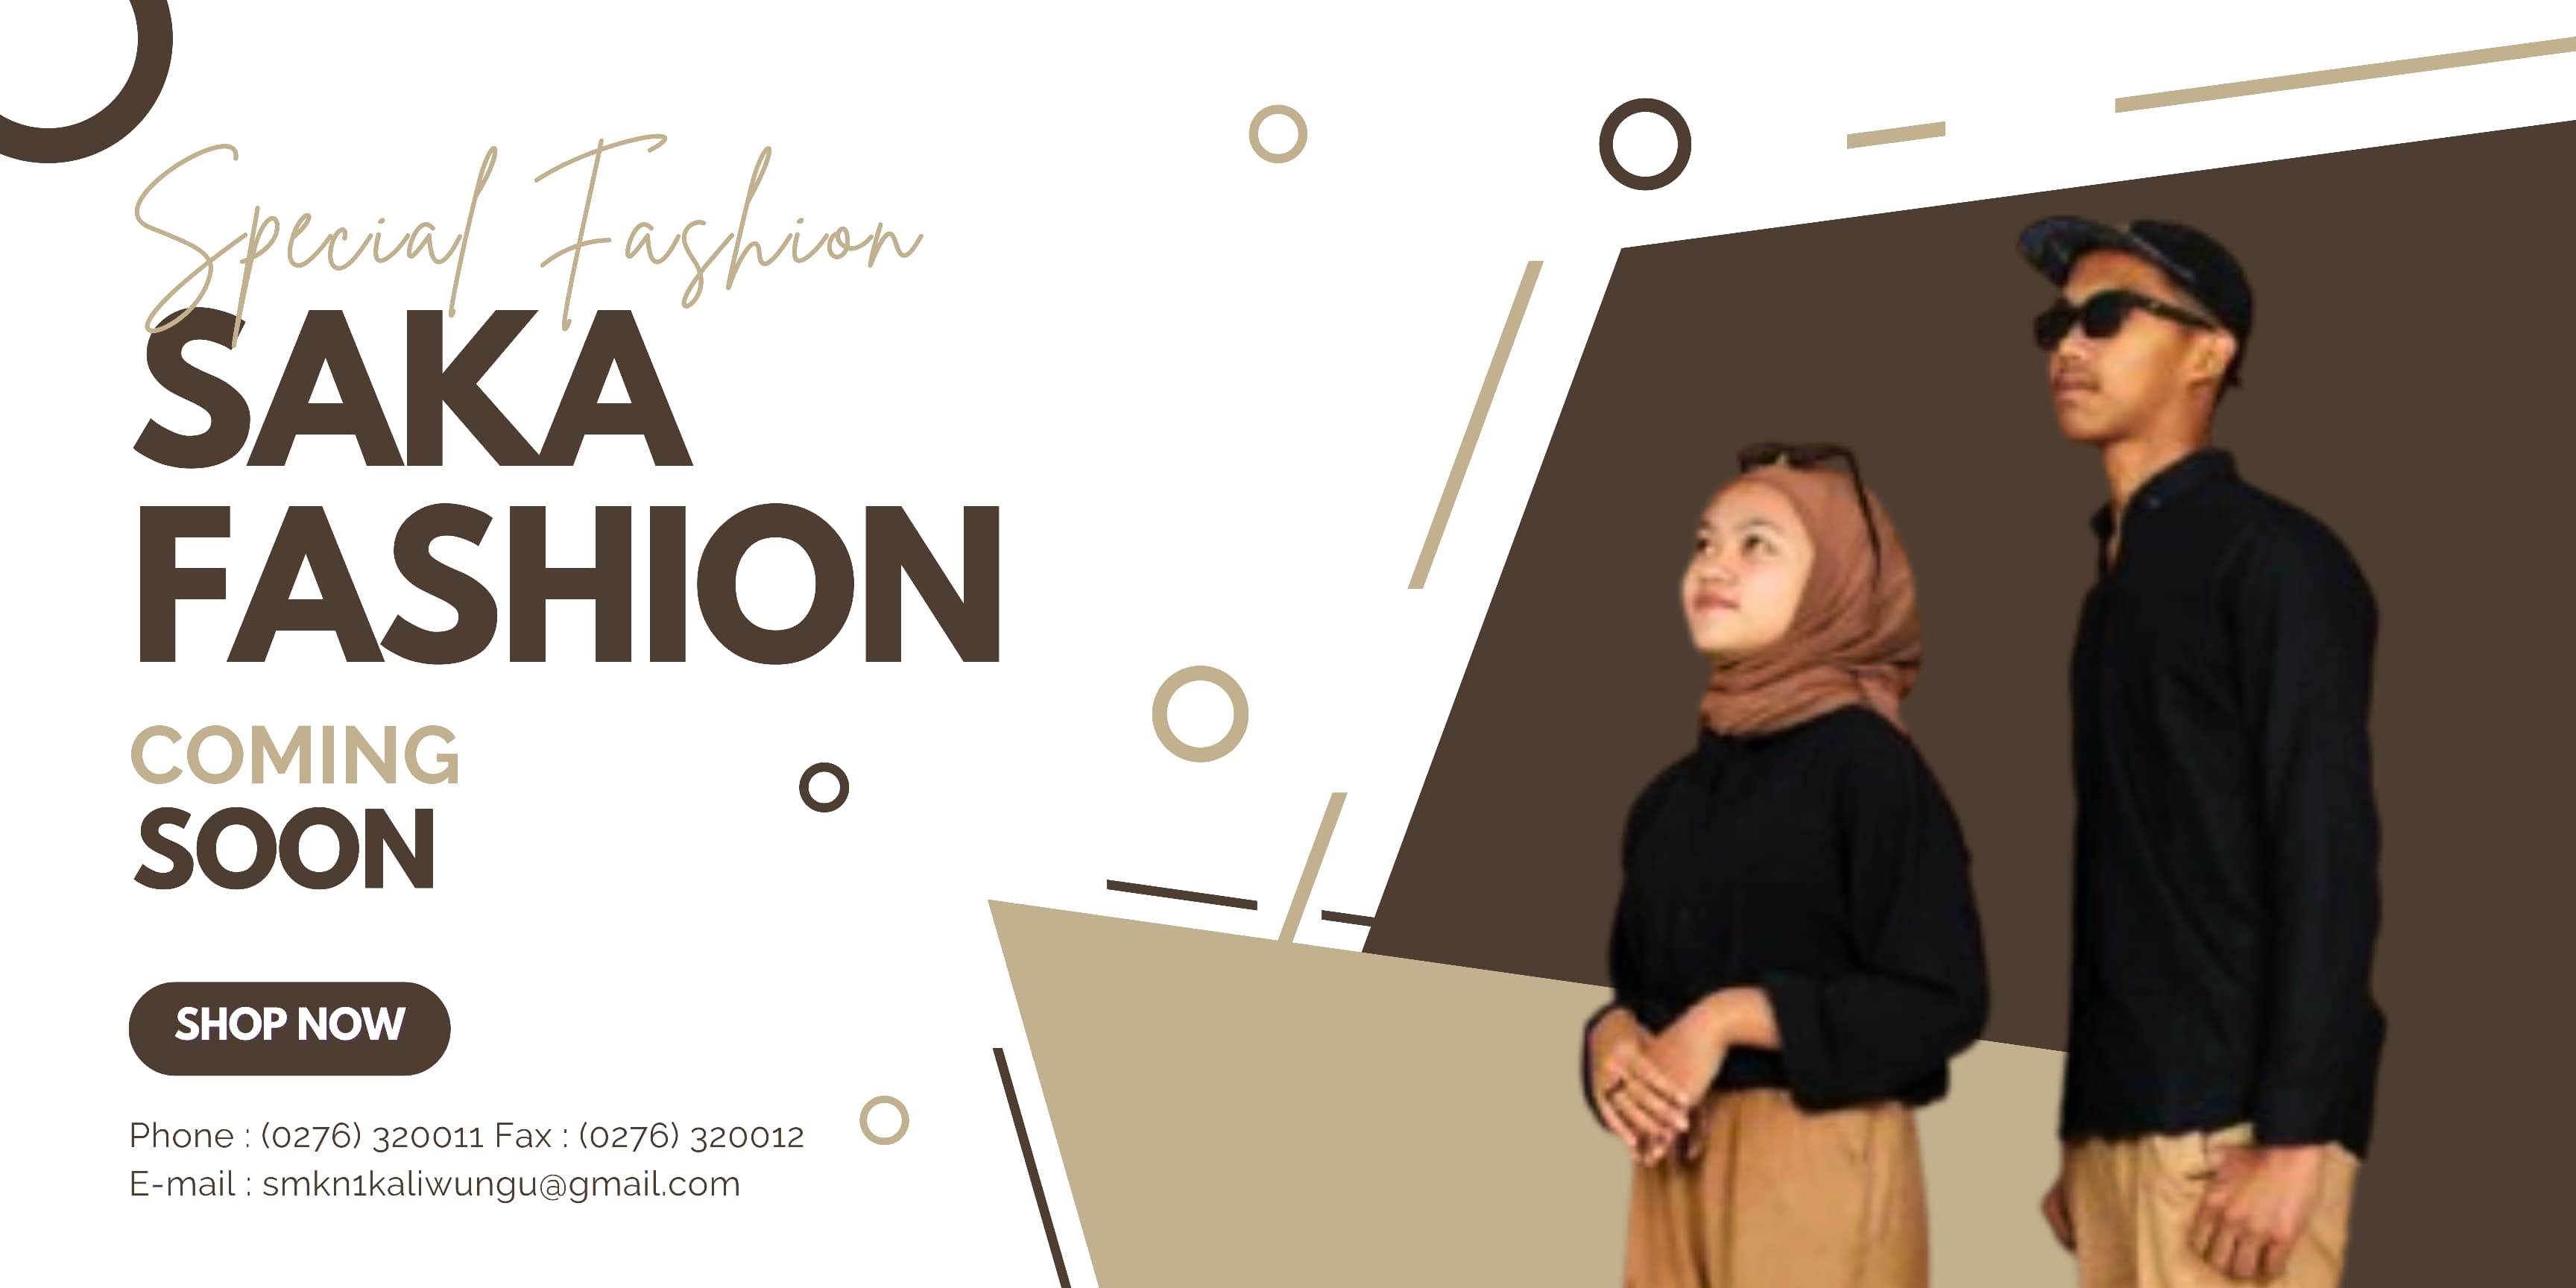 Special Fashion
SAKA
FASHION
COMING
SOON
SHOP NOW
Phone : (0276) 320011 Fax : (0276) 320012
E-mail : smkn1kaliwungu@gmail.com